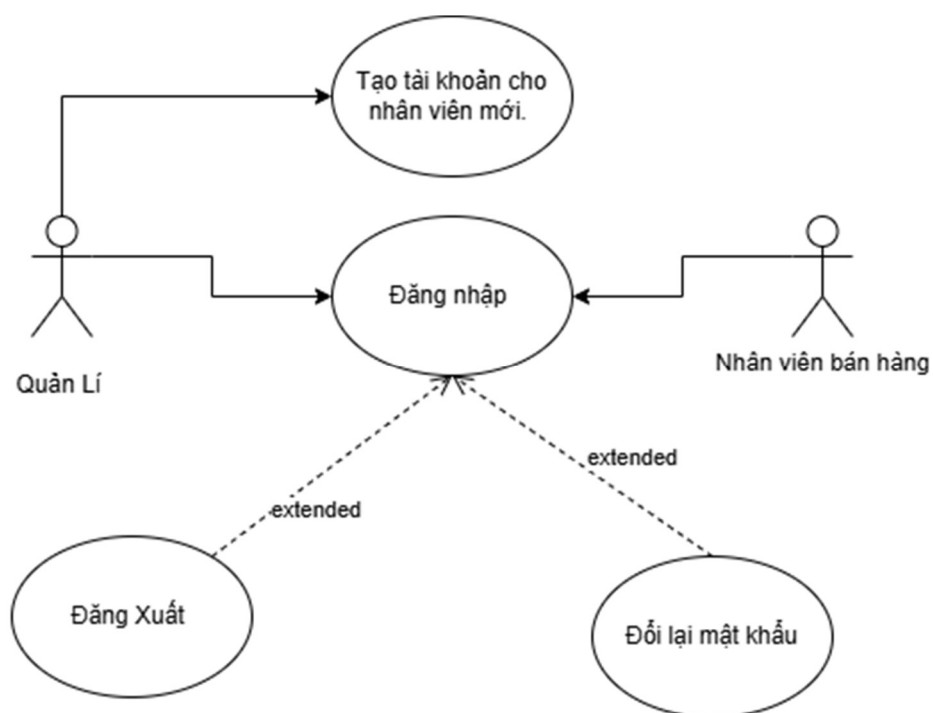 Tạo tài khoản cho
nhân viên mới.
Đăng nhập
Quản Lí
Nhân viên bán hàng
extended
extended
Đăng Xuất
Đổi lại mật khẩu